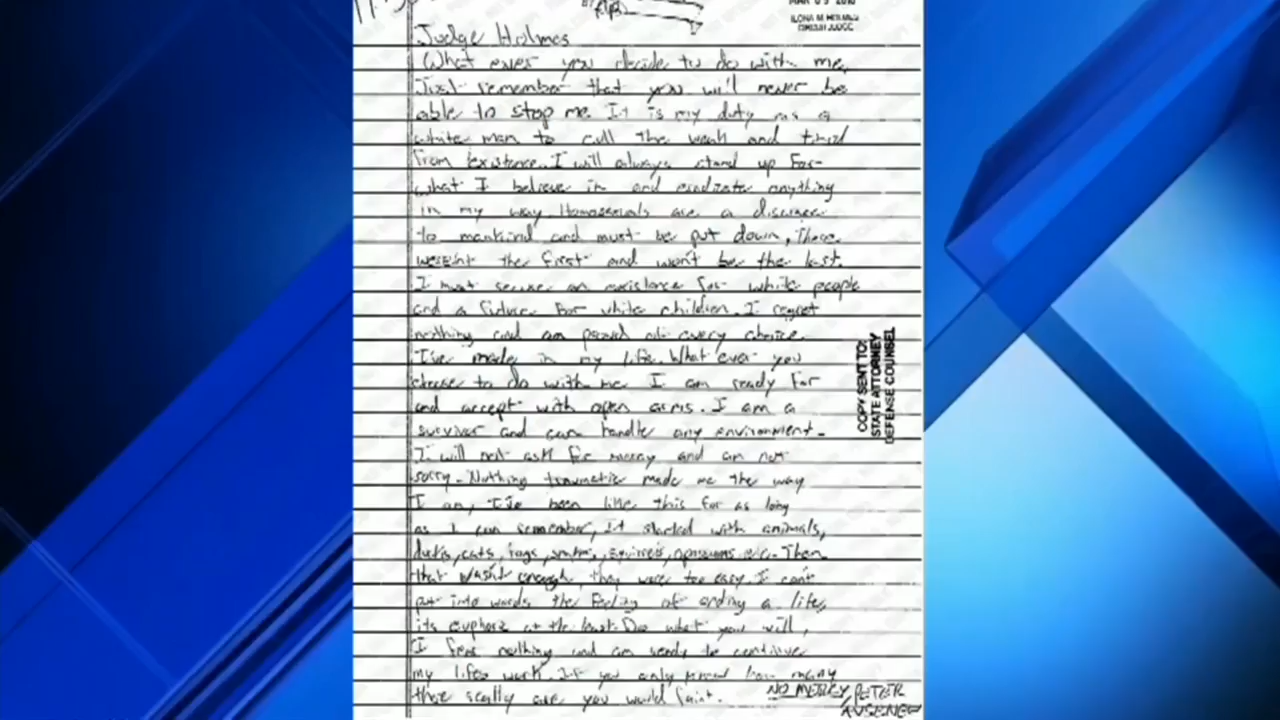 MAR 09 2018
ILONA M HOLMES
CIRCUIT JUDGE
Judge Holmes
What ever you decide to do with me,
Just remember that you will never be
able to stop me. It is my duty as a
white man to cull the weak and timid
from existence. I will always stand up for
what I believe in and eradicate anything
in my way. Homosexuals are a disgrace
to mankind and must be put down, These
weren't the first and won't be the last.
I must secure an existence for white people
and a future for white children. I regret
nothing and am proud of every choice
I've made in my life. What ever you
choose to do with me I am ready for
and accept with open arms. I am a
survivor and can handle any environment.
I will not ask for mercy and am not
sorry. Nothing traumatic made me the way
I am, I've been like this for as long
as I can remember, It started with animals,
ducks, cats, frogs, snakes, squirrels, opossums etc. Then
that wasn't enough, they were too easy. I can't
put into words the feeling of ending a life,
its euphoric at the least. Do what you will,
I fear nothing and am ready to continue
my lifes work. If you only knew how many
there really are you would faint.
NO MERCY, PETER
AVSENEW
COPY SENT TO:
STATE ATTORNEY
DEFENSE COUNSEL